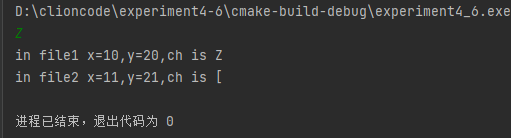 D:\clioncode\experiment4-6\cmake-build-debug\experiment4_6.exe
Z
in file1 x=10,y=20,ch is Z
in file2 x=11,y=21,ch is [
进程已结束，退出代码为 0